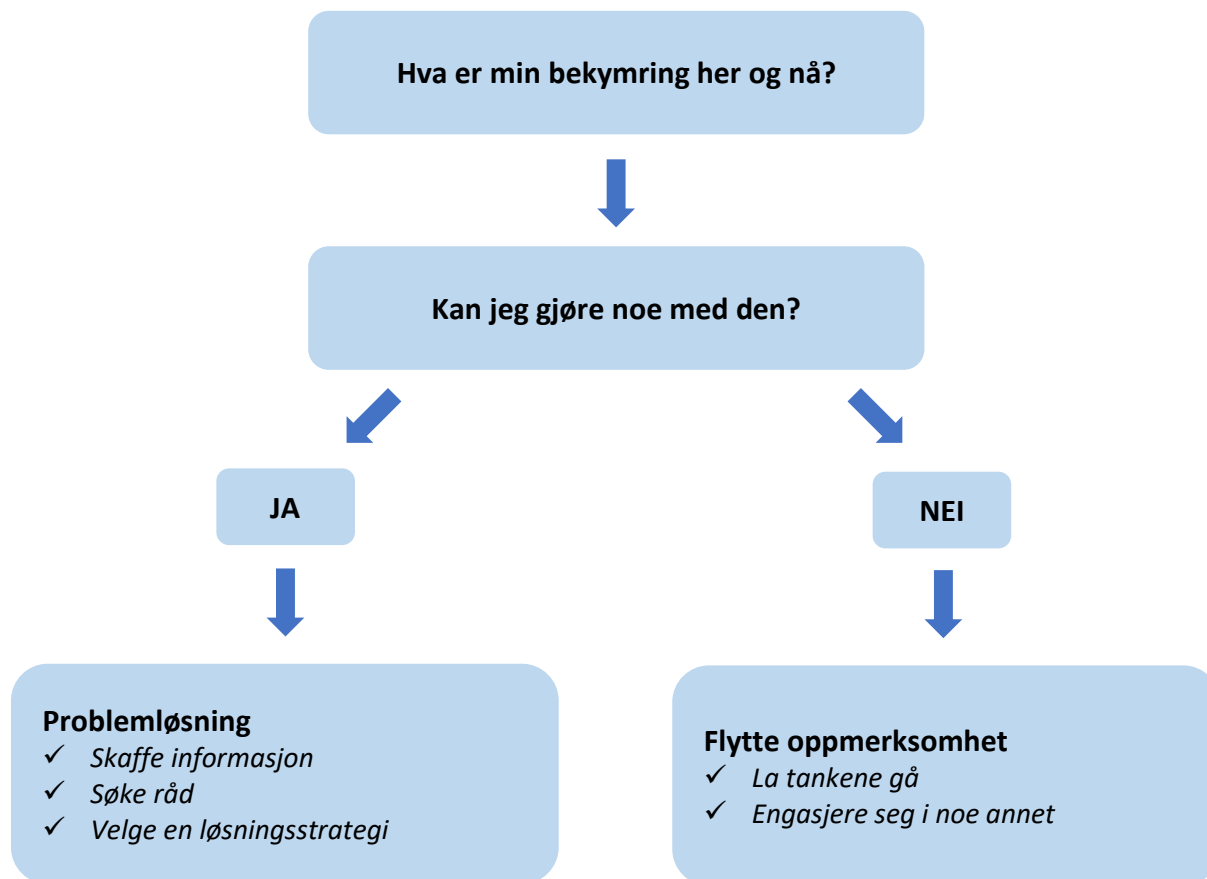 Hva er min bekymring her og nå?
Kan jeg gjøre noe med den?
JA
NEI
Problemløsning
✓ Skaffe informasjon
✓ Søke råd
✓ Velge en løsningsstrategi
Flytte oppmerksomhet
✓ La tankene gå
✓ Engasjere seg i noe annet